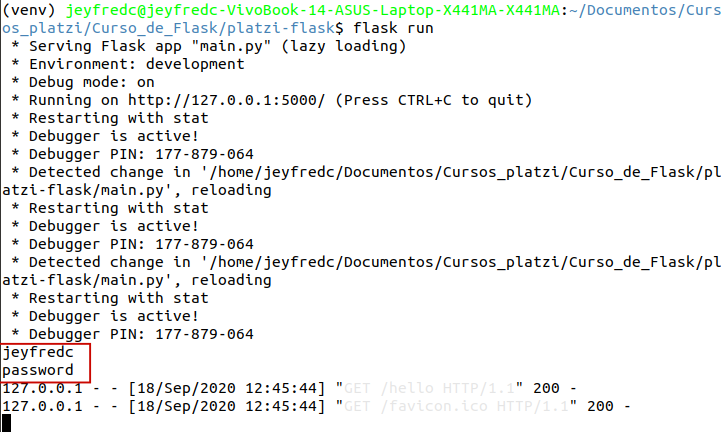 (venv) jeyfredc@jeyfredc-VivoBook-14-ASUS-Laptop-X441MA-X441MA:~/Documentos/Curs
os_platzi/Curso_de_Flask/platzi-flask$ flask run
 * Serving Flask app "main.py" (lazy loading)
 * Environment: development
 * Debug mode: on
 * Running on http://127.0.0.1:5000/ (Press CTRL+C to quit)
 * Restarting with stat
 * Debugger is active!
 * Debugger PIN: 177-879-064
 * Detected change in '/home/jeyfredc/Documentos/Cursos_platzi/Curso_de_Flask/pl
atzi-flask/main.py', reloading
 * Restarting with stat
 * Debugger is active!
 * Debugger PIN: 177-879-064
 * Detected change in '/home/jeyfredc/Documentos/Cursos_platzi/Curso_de_Flask/pl
atzi-flask/main.py', reloading
 * Restarting with stat
 * Debugger is active!
 * Debugger PIN: 177-879-064
jeyfredc
password
127.0.0.1 - - [18/Sep/2020 12:45:44] "GET /hello HTTP/1.1" 200 -
127.0.0.1 - - [18/Sep/2020 12:45:44] "GET /favicon.ico HTTP/1.1" 200 -